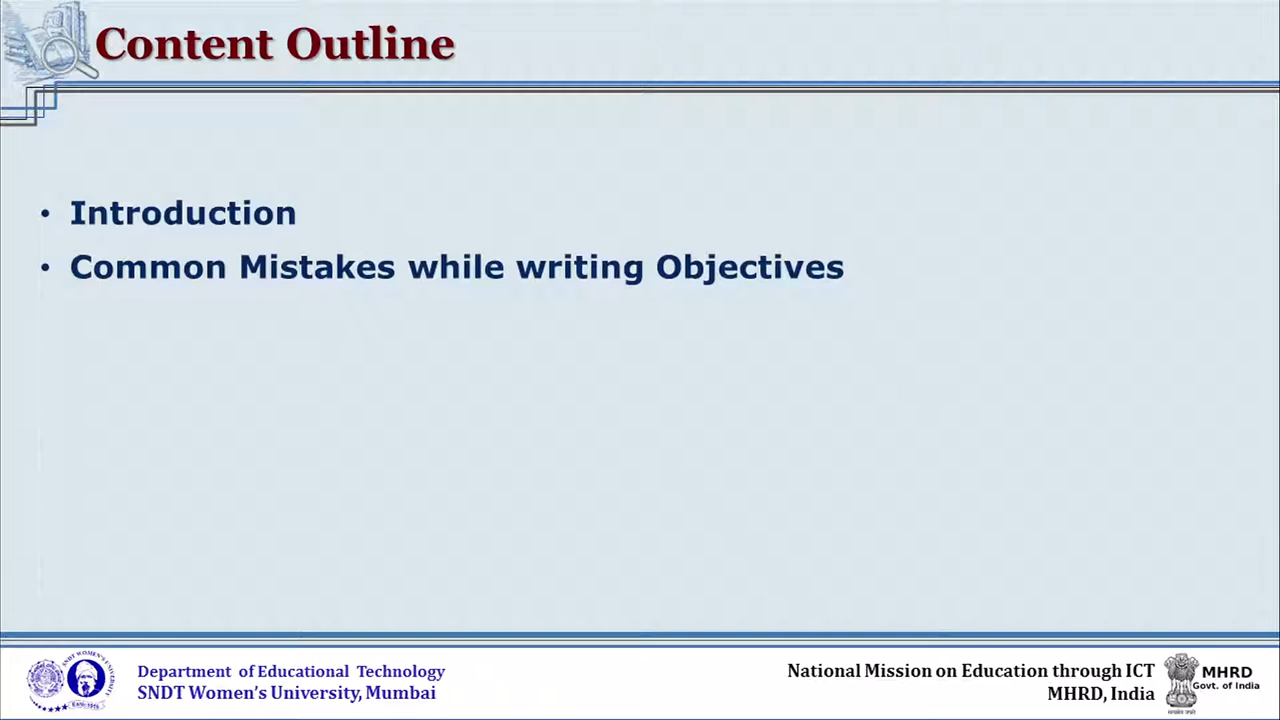 Content Outline
• Introduction
• Common Mistakes while writing Objectives
Department of Educational Technology
SNDT Women's University, Mumbai
National Mission on Education through ICT
MHRD, India
MHRD
Govt. of India